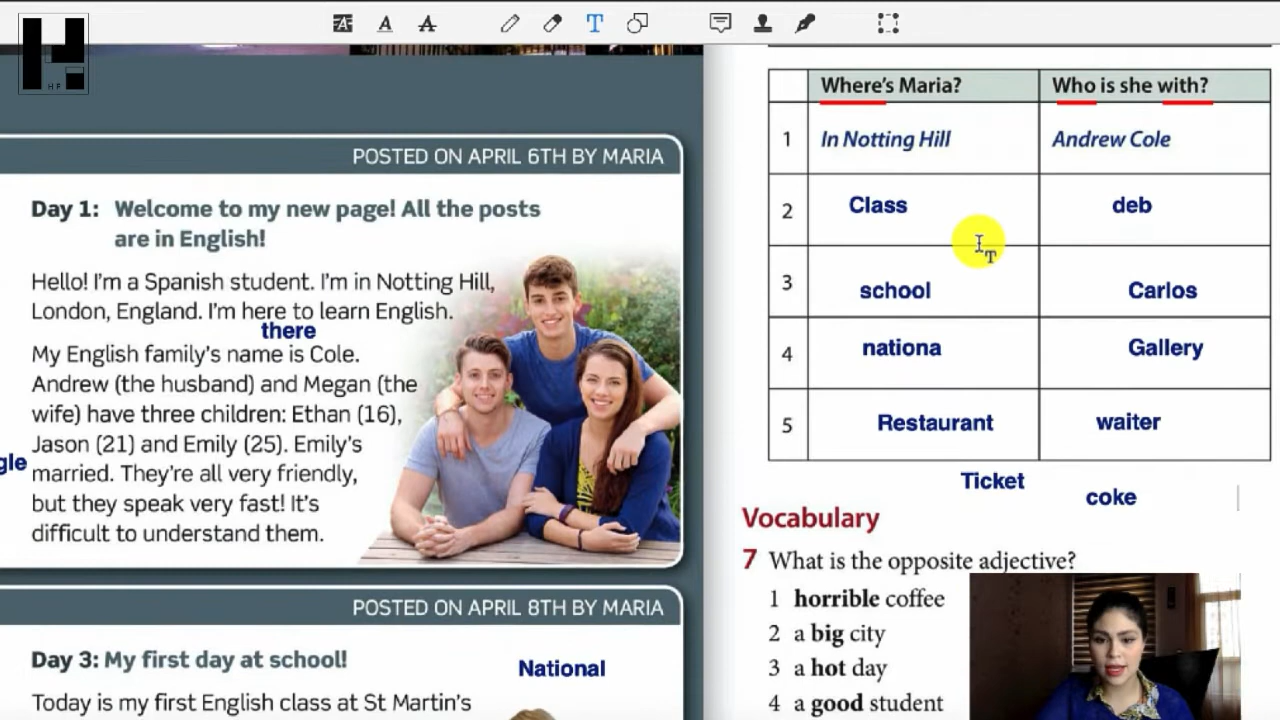 HF
POSTED ON APRIL 6TH BY MARIA
Day 1: Welcome to my new page! All the posts
are in English!
Hello! I'm a Spanish student. I'm in Notting Hill,
London, England. I'm here to learn English.
there
My English family's name is Cole.
Andrew (the husband) and Megan (the
wife) have three children: Ethan (16),
Jason (21) and Emily (25). Emily's
gle
married. They're all very friendly,
but they speak very fast! It's
difficult to understand them.
POSTED ON APRIL 8TH BY MARIA
Day 3: My first day at school!
National
Today is my first English class at St Martin's
Where's Maria? Who is she with?
1 In Notting Hill Andrew Cole
2 Class deb
3 school Carlos
4 nationa Gallery
5 Restaurant waiter
Ticket
coke
Vocabulary
7 What is the opposite adjective?
1 horrible coffee
2 a big city
3 a hot day
4 a good student